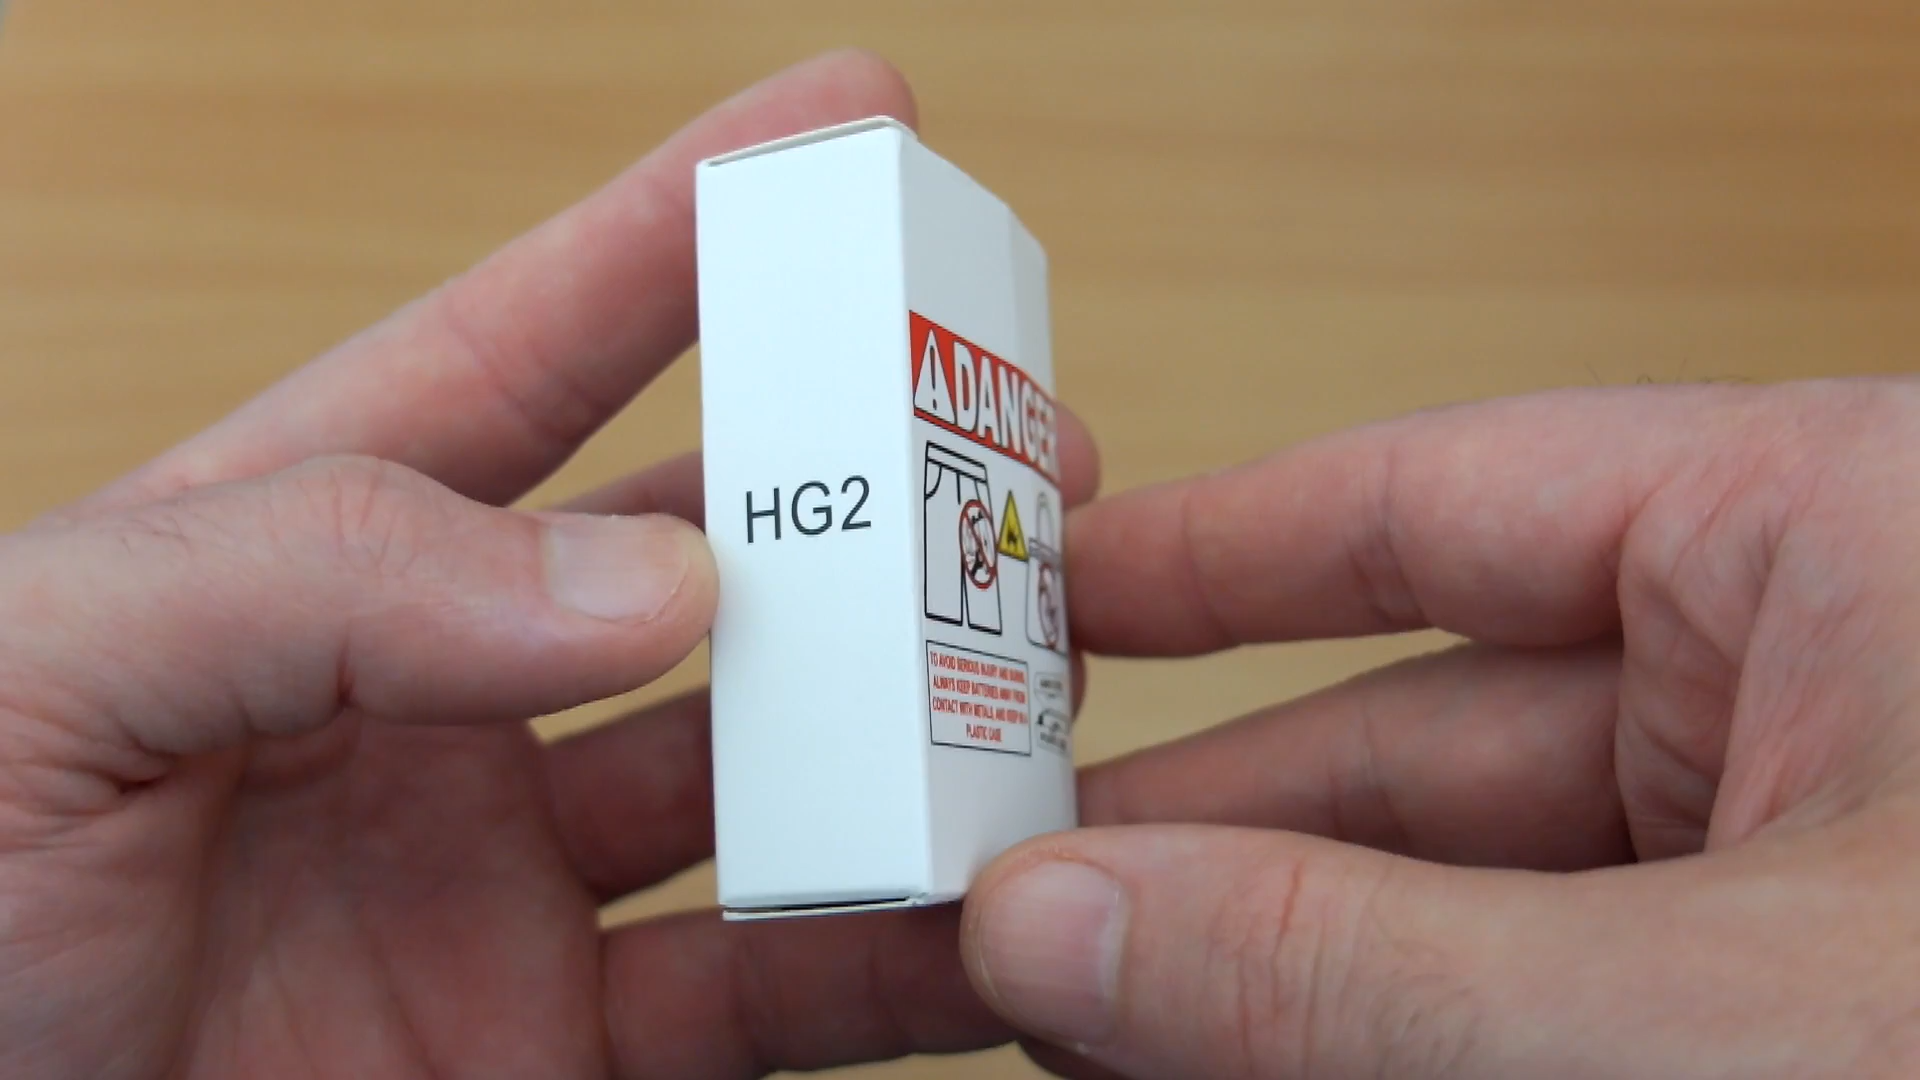 HG2
DANGER
TO AVOID SERIOUS INJURY AND BURNS,
ALWAYS KEEP BATTERIES AWAY FROM
CONTACT WITH METALS, AND KEEP IN A
PLASTIC CASE